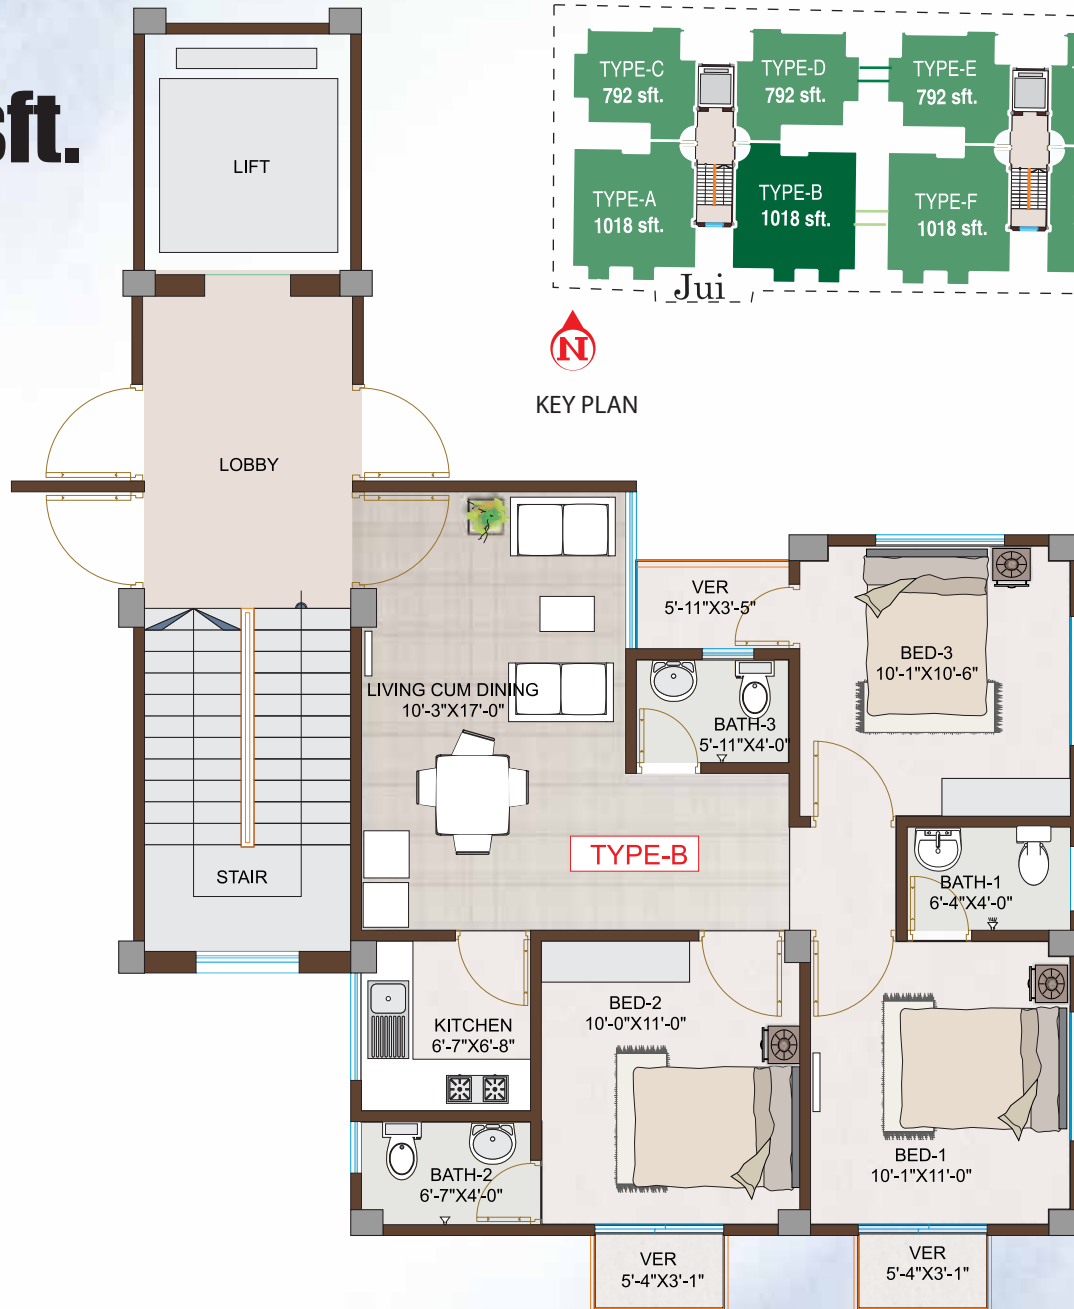 sft.
LIFT
TYPE-C
792 sft.
TYPE-D
792 sft.
TYPE-E
792 sft.
TYPE-A
1018 sft.
TYPE-B
1018 sft.
TYPE-F
1018 sft.
Jui
N
KEY PLAN
LOBBY
VER
5'-11"X3'-5"
BED-3
10'-1"X10'-6"
LIVING CUM DINING
10'-3"X17'-0"
BATH-3
5'-11"X4'-0"
TYPE-B
STAIR
BATH-1
6'-4"X4'-0"
BED-2
10'-0"X11'-0"
KITCHEN
6'-7"X6'-8"
BED-1
10'-1"X11'-0"
BATH-2
6'-7"X4'-0"
VER
5'-4"X3'-1"
VER
5'-4"X3'-1"